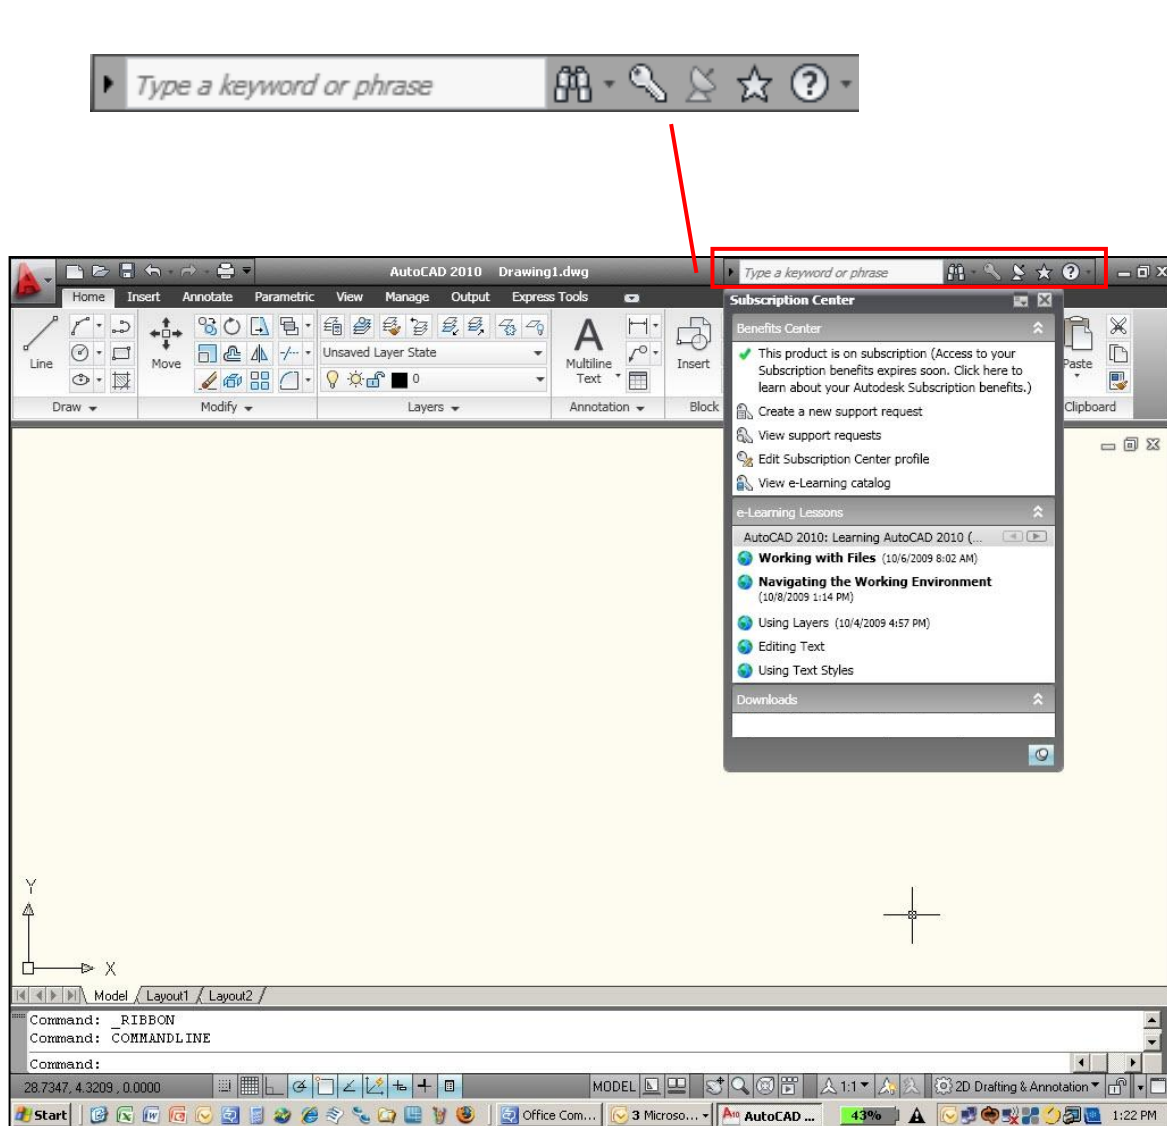 Type a keyword or phrase
AutoCAD 2010 Drawing1.dwg
Type a keyword or phrase
Home Insert Annotate Parametric View Manage Output Express Tools
Subscription Center
Benefits Center
This product is on subscription (Access to your
Subscription benefits expires soon. Click here to
learn about your Autodesk Subscription benefits.)
Create a new support request
View support requests
Edit Subscription Center profile
View e-Learning catalog
e-Learning Lessons
AutoCAD 2010: Learning AutoCAD 2010 (...
Working with Files (10/6/2009 8:02 AM)
Navigating the Working Environment
(10/8/2009 1:14 PM)
Using Layers (10/4/2009 4:57 PM)
Editing Text
Using Text Styles
Downloads
Line
Move
Unsaved Layer State
0
A
Multiline
Text
Insert
Paste
Draw Modify Layers Annotation Block Clipboard
Y
X
Model Layout1 Layout2
Command: _RIBBON
Command: COMMANDLINE
Command:
28.7347, 4.3209 , 0.0000 MODEL 1:1 2D Drafting & Annotation
Start Office Com... 3 Microso... AutoCAD ... 43% 1:22 PM